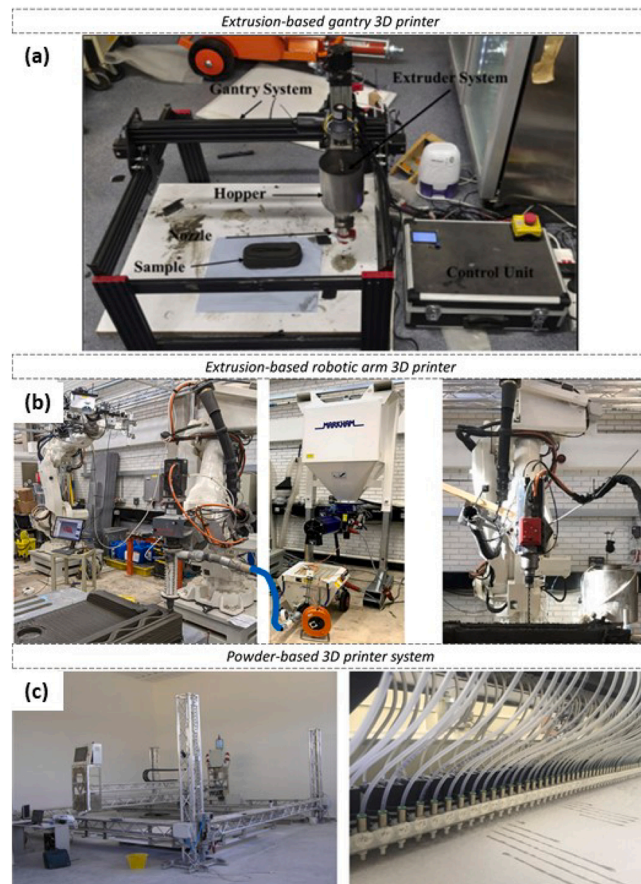 Extrusion-based gantry 3D printer
(a)
Extruder System
Gantry System
Hopper
Nozzle
Sample
Control Unit
Extrusion-based robotic arm 3D printer
(b)
MARKHAM
Powder-based 3D printer system
(c)